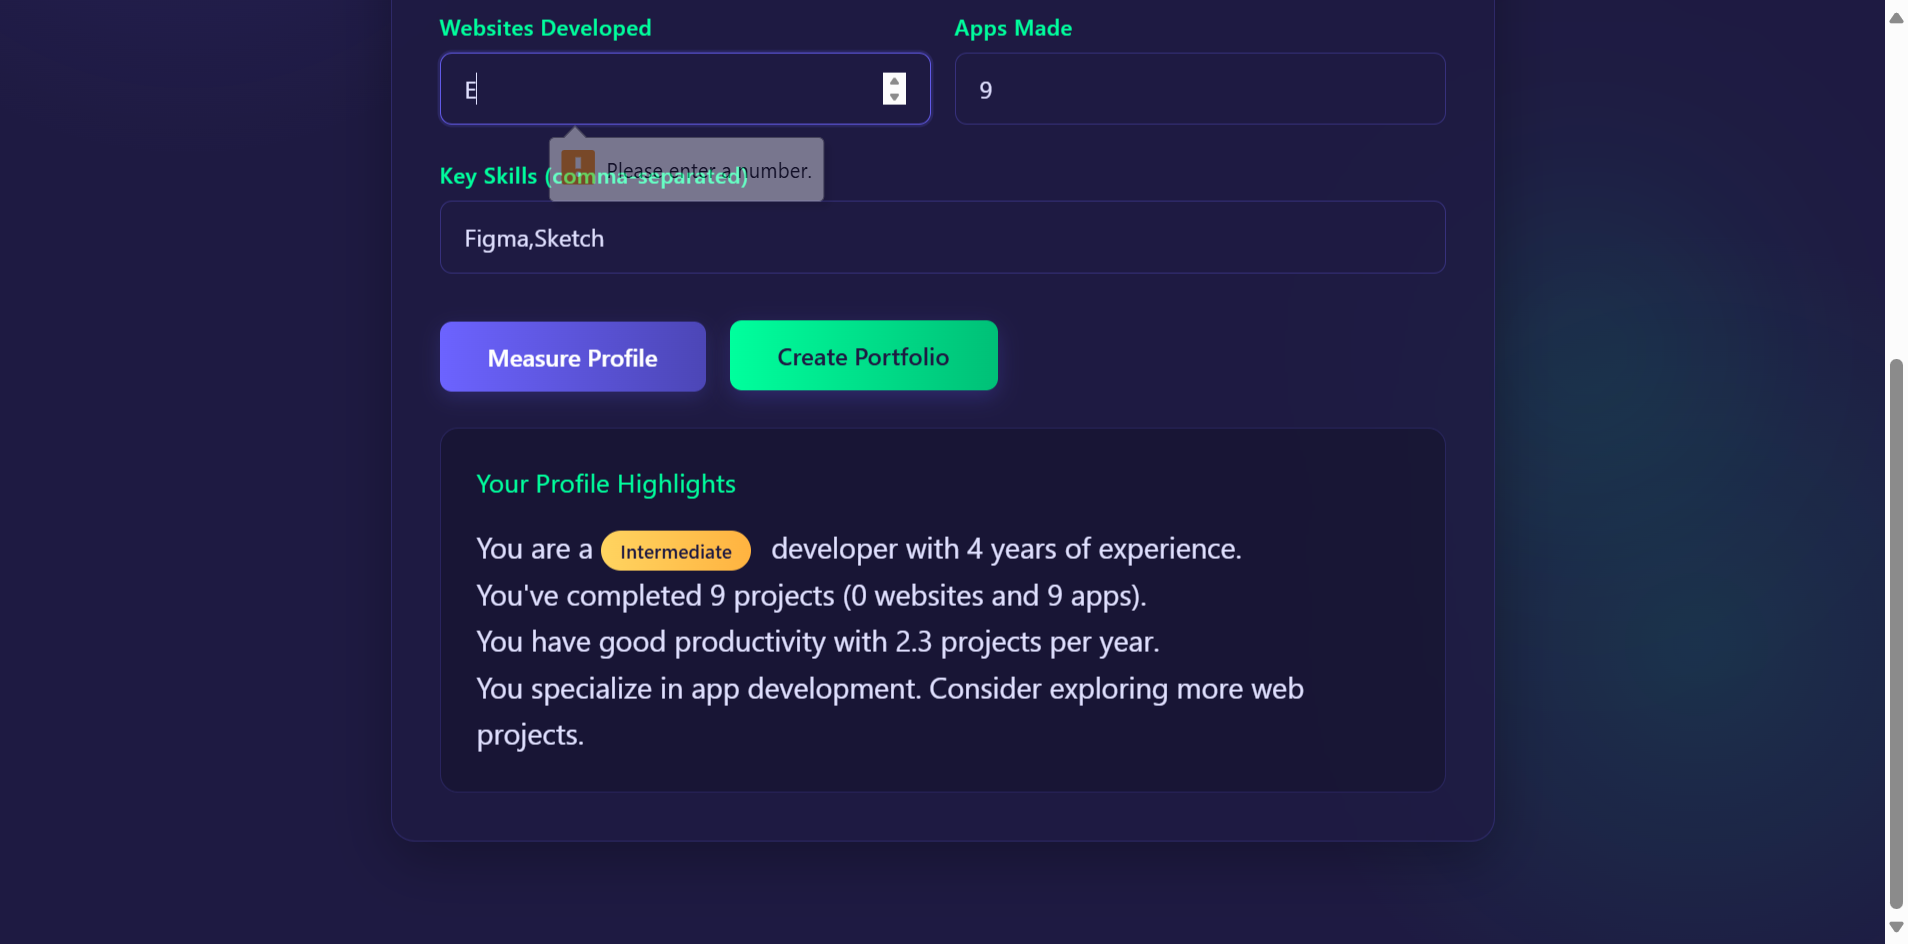 Websites Developed
Apps Made
E
9
Please enter a number.
Key Skills (comma-separated)
Figma,Sketch
Measure Profile
Create Portfolio
Your Profile Highlights
You are a Intermediate developer with 4 years of experience.
You've completed 9 projects (0 websites and 9 apps).
You have good productivity with 2.3 projects per year.
You specialize in app development. Consider exploring more web
projects.